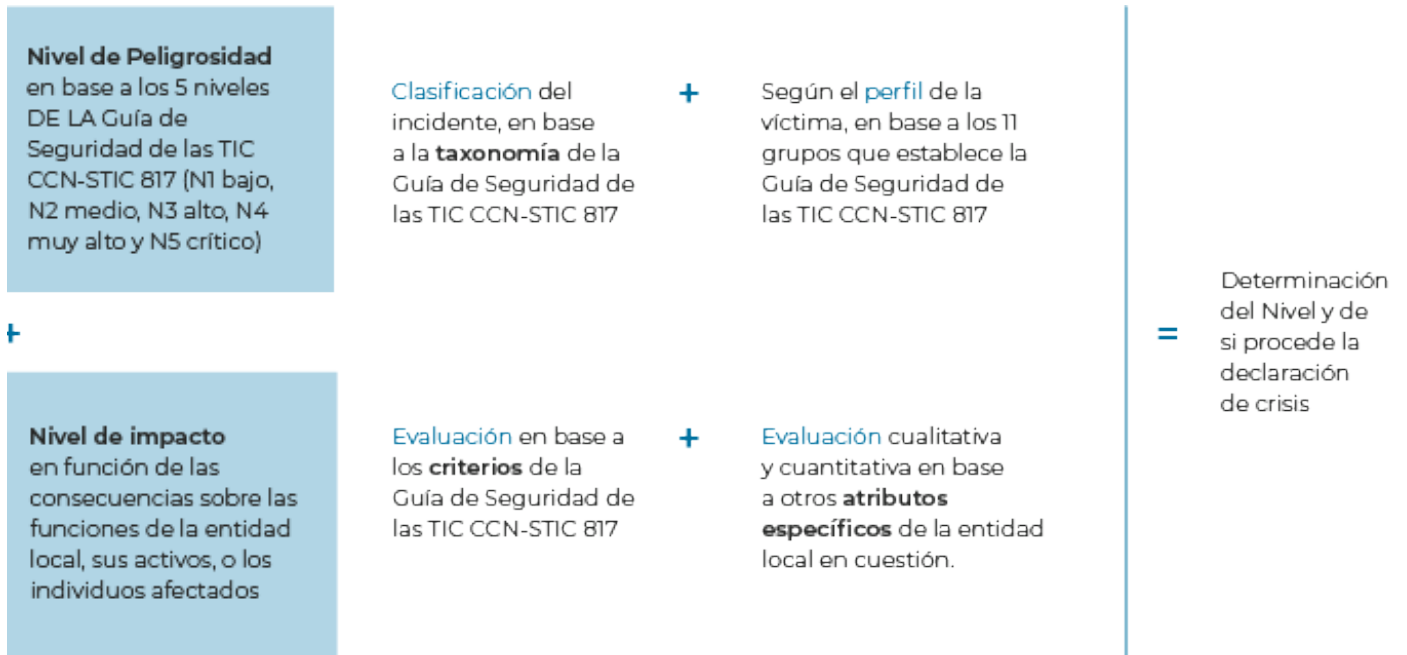 Nivel de Peligrosidad
en base a los 5 niveles
DE LA Guía de
Seguridad de las TIC
CCN-STIC 817 (N1 bajo,
N2 medio, N3 alto, N4
muy alto y N5 crítico)
Clasificación del
incidente, en base
a la taxonomía de la
Guía de Seguridad de
las TIC CCN-STIC 817
+
Según el perfil de la
víctima, en base a los 11
grupos que establece la
Guía de Seguridad de
las TIC CCN-STIC 817
+
Nivel de impacto
en función de las
consecuencias sobre las
funciones de la entidad
local, sus activos, o los
individuos afectados
Evaluación en base a
los criterios de la
Guía de Seguridad de
las TIC CCN-STIC 817
+
Evaluación cualitativa
y cuantitativa en base
a otros atributos
específicos de la entidad
local en cuestión.
=
Determinación
del Nivel y de
si procede la
declaración
de crisis